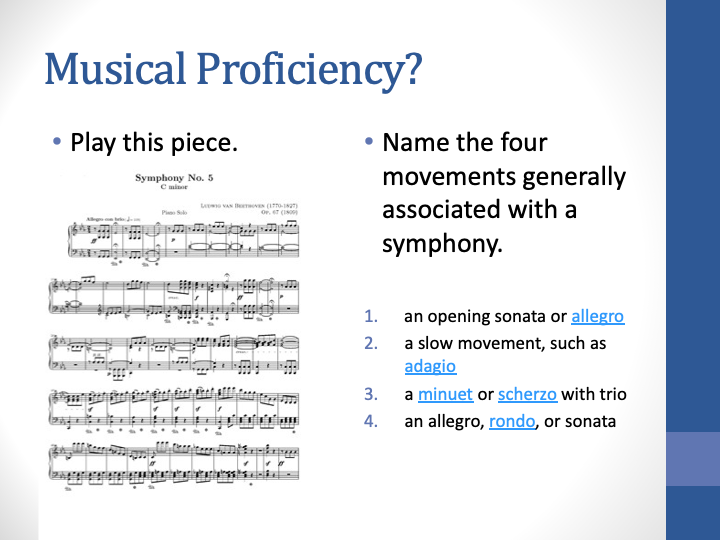 Musical Proficiency?
• Play this piece.
Symphony No. 5
C minor
LUDWIG VAN BEETHOVEN (1770-1827)
Piano Solo
Op. 67 (1800)
Allegro con brio.
• Name the four
movements generally
associated with a
symphony.
1. an opening sonata or allegro
2. a slow movement, such as
adagio
3. a minuet or scherzo with trio
4. an allegro, rondo, or sonata